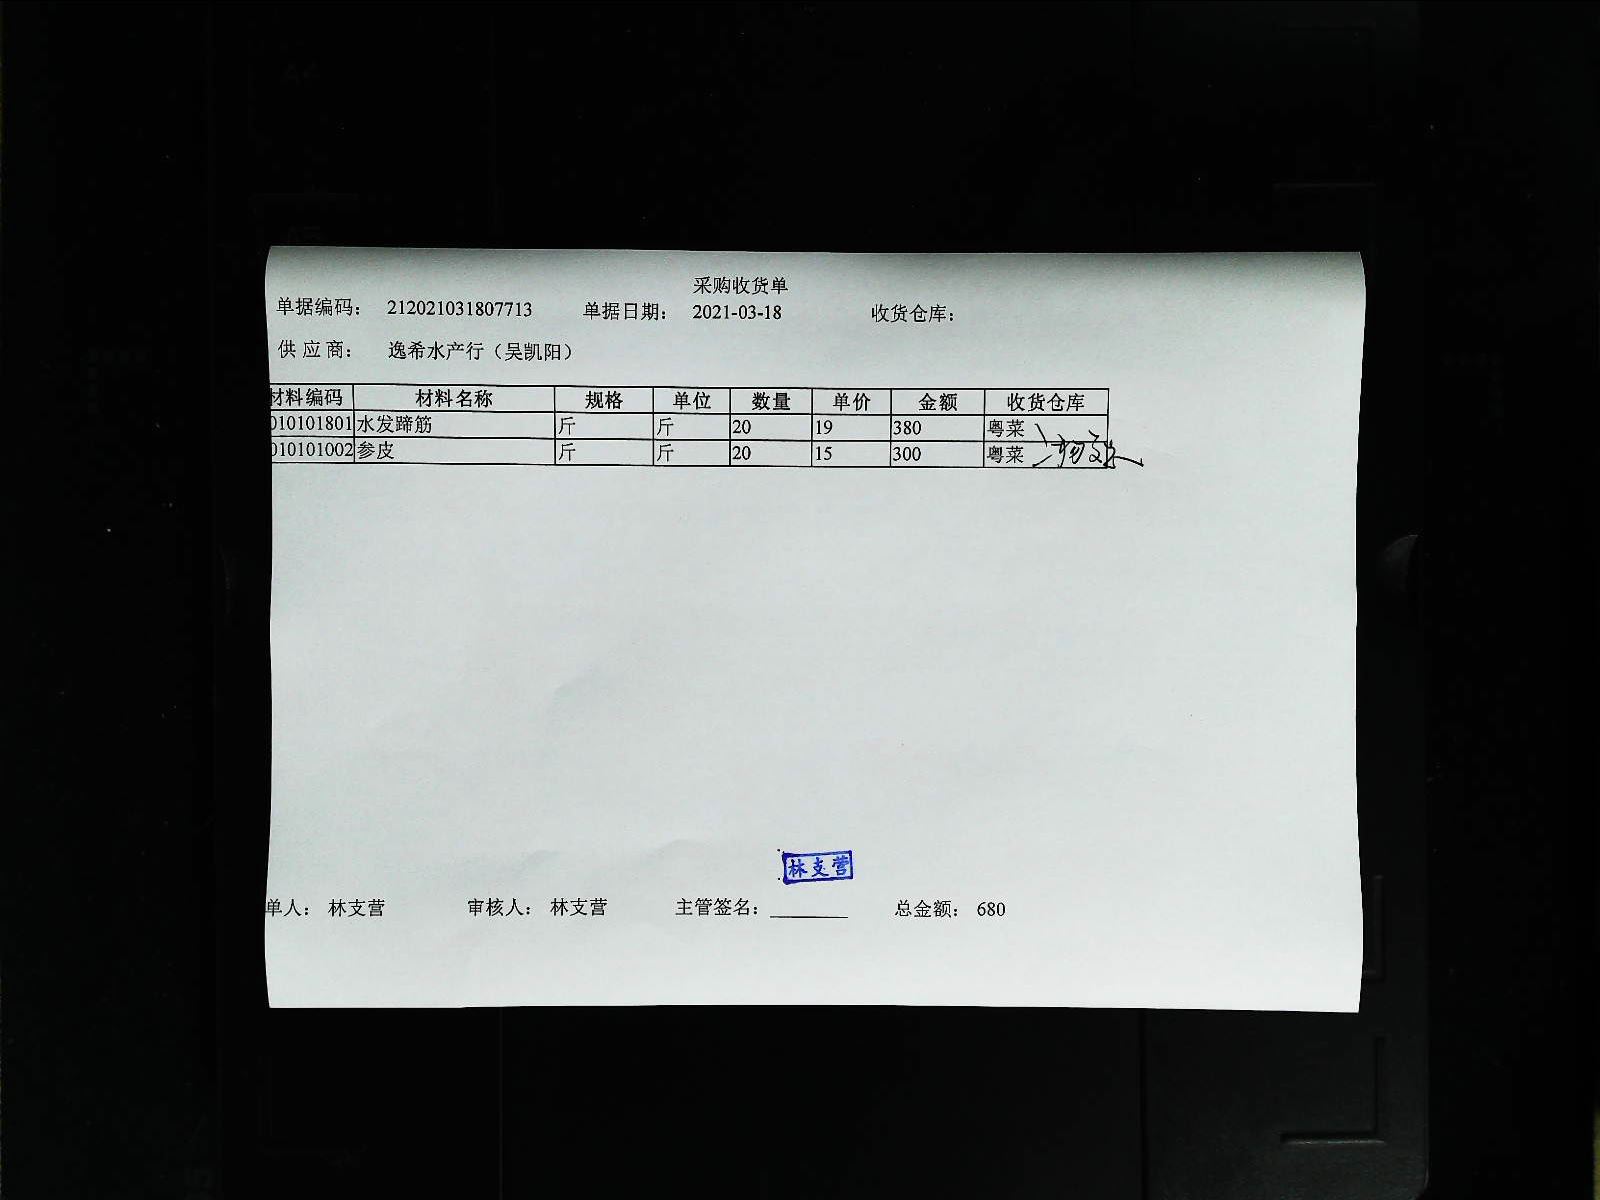 采购收货单
单据编码： 212021031807713 单据日期： 2021-03-18 收货仓库：
供应商： 逸希水产行（吴凯阳）
材料编码 材料名称 规格 单位 数量 单价 金额 收货仓库
010101801 水发蹄筋 斤 斤 20 19 380 粤菜
010101002 参皮 斤 斤 20 15 300 粤菜
林支营
单人： 林支营 审核人： 林支营 主管签名： 总金额： 680